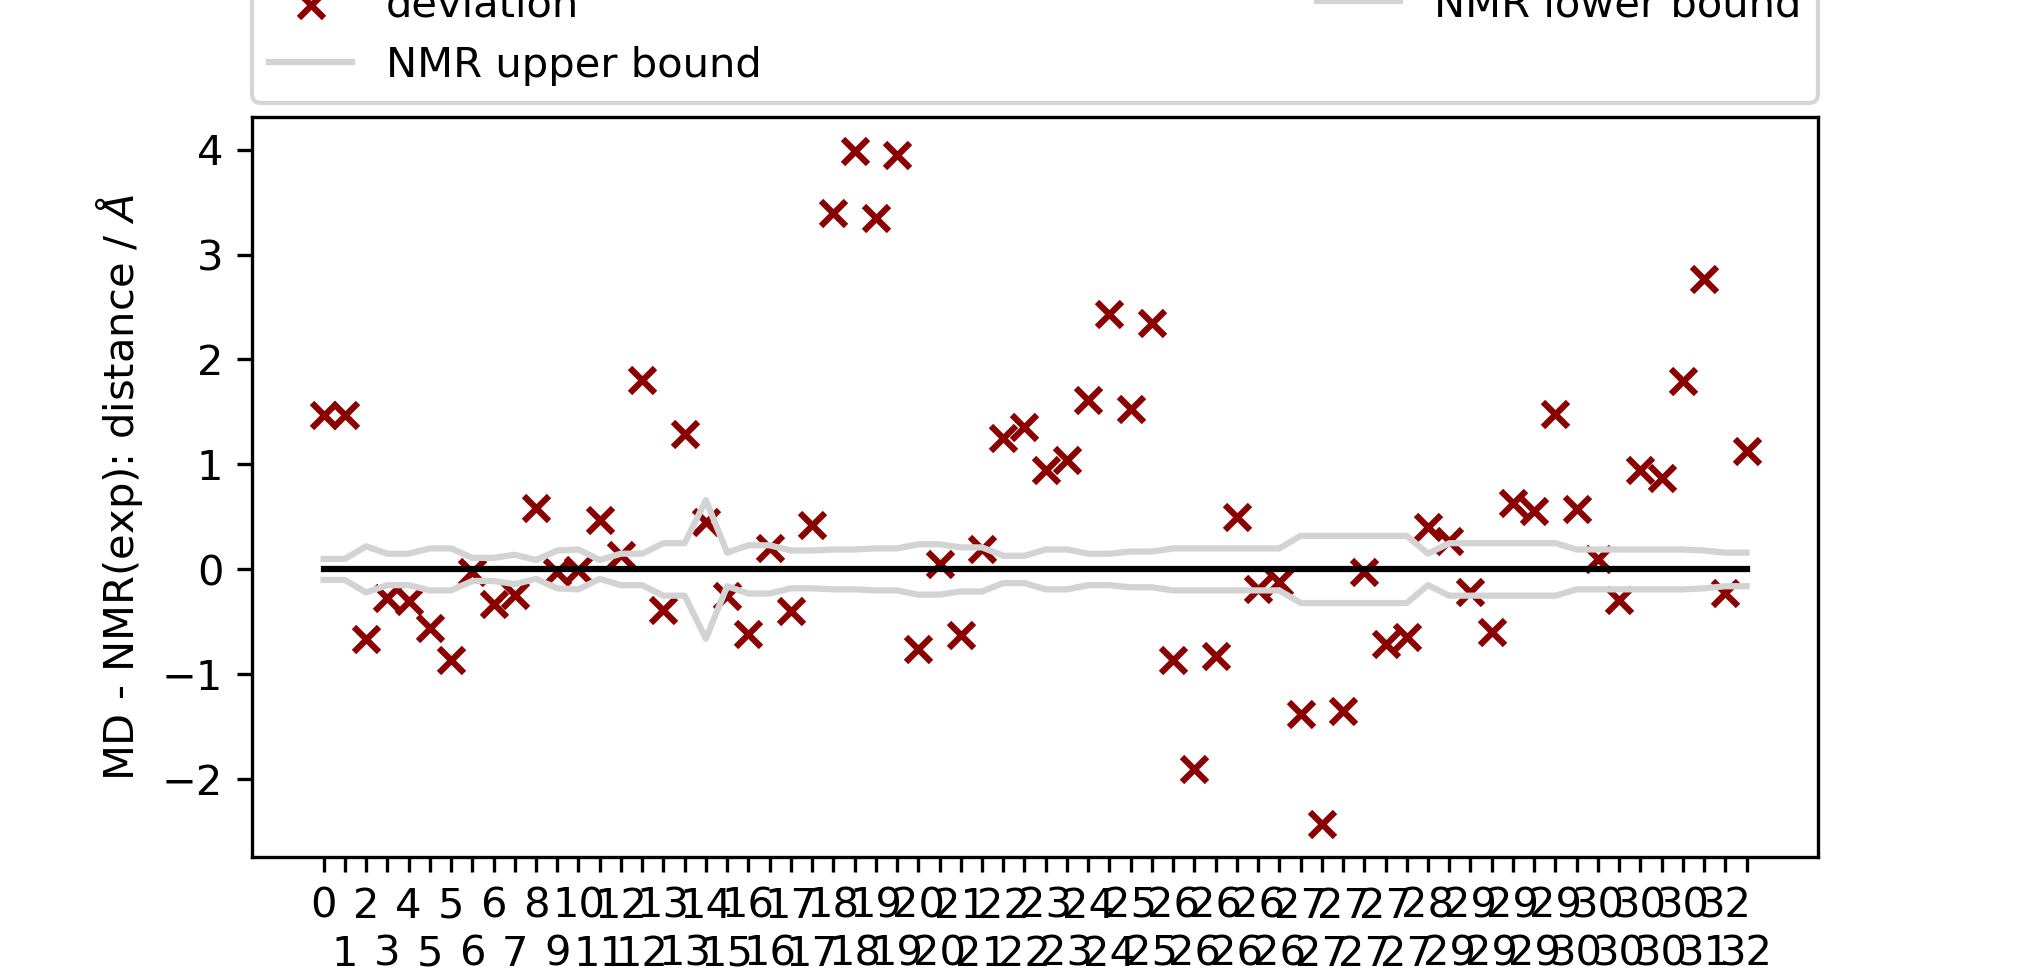 deviation
NMR lower bound
NMR upper bound
4
3
2
1
0
−1
−2
MD - NMR(exp): distance / Å
0 2 4 5 6 8 10 12 13 14 16 17 18 19 20 21 22 23 24 25 26 26 26 27 27 27 28 29 29 29 30 30 30 32
1 3 5 6 7 9 11 12 13 15 16 17 18 19 20 21 22 23 24 25 26 26 26 27 27 27 29 29 29 30 30 30 31 32